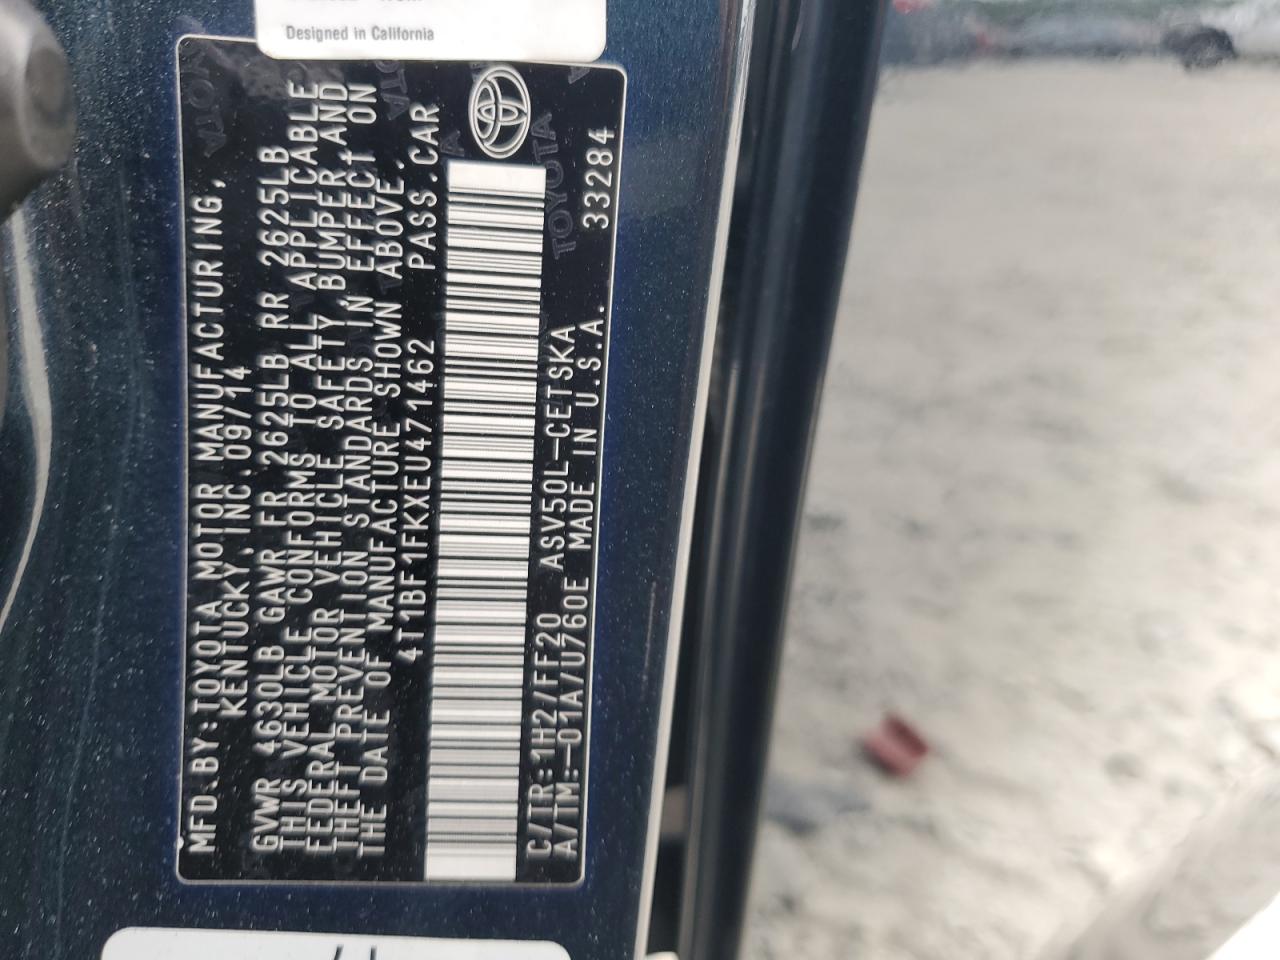 Designed in California
MFD.BY:TOYOTA MOTOR MANUFACTURING,
KENTUCKY,INC.09/14
GVWR 4630LB GAWR FR 2625LB RR 2625LB
THIS VEHICLE CONFORMS TO ALL APPLICABLE
FEDERAL MOTOR VEHICLE SAFETY,BUMPER,AND
THEFT PREVENTION STANDARDS IN EFFECT ON
THE DATE OF MANUFACTURE SHOWN ABOVE.
4T1BF1FKXEU471462 PASS.CAR
C/TR:1H2/FF20 ASV50L-CETSKA
A/TM:-01A/U760E MADE IN U.S.A. 33284
TOYOTA